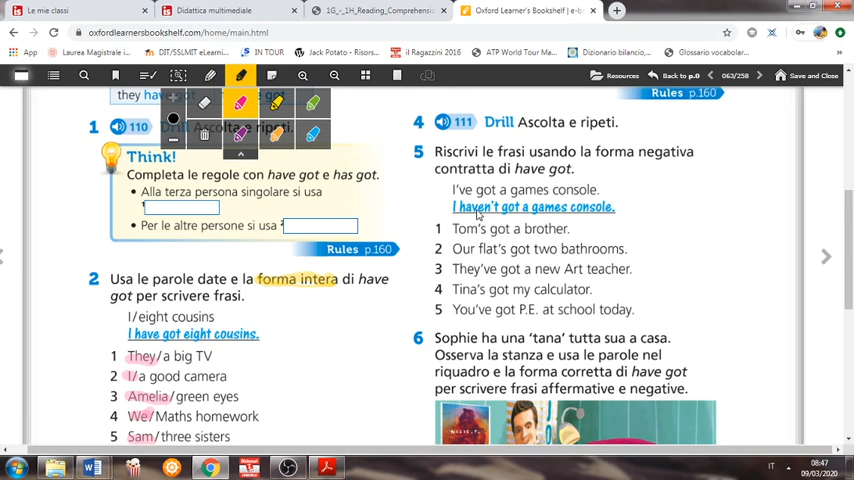 Le mie classi
Didattica multimediale
1G_-_1H_Reading_Comprehensi
Oxford Learner's Bookshelf | e-b
oxfordlearnersbookshelf.com/home/main.html
App
Laurea Magistrale i
DIT/SSLMIT eLearni...
IN TOUR
Jack Potato - Risors...
il Ragazzini 2016
ATP World Tour Ma...
Dizionario bilancio,...
Glossario vocabolar...
Resources
Back to p.0
063/258
Save and Close
they have got
Rules p.160
1 110 Drill Ascolta e ripeti.
Think!
Completa le regole con have got e has got.
• Alla terza persona singolare si usa
1
• Per le altre persone si usa 2
Rules p.160
2 Usa le parole date e la forma intera di have
got per scrivere frasi.
I/eight cousins
I have got eight cousins.
1 They/a big TV
2 I/a good camera
3 Amelia/green eyes
4 We/Maths homework
5 Sam/three sisters
4 111 Drill Ascolta e ripeti.
5 Riscrivi le frasi usando la forma negativa
contratta di have got.
I've got a games console.
I haven't got a games console.
1 Tom's got a brother.
2 Our flat's got two bathrooms.
3 They've got a new Art teacher.
4 Tina's got my calculator.
5 You've got P.E. at school today.
6 Sophie ha una 'tana' tutta sua a casa.
Osserva la stanza e usa le parole nel
riquadro e la forma corretta di have got
per scrivere frasi affermative e negative.
IT
08:47
09/03/2020